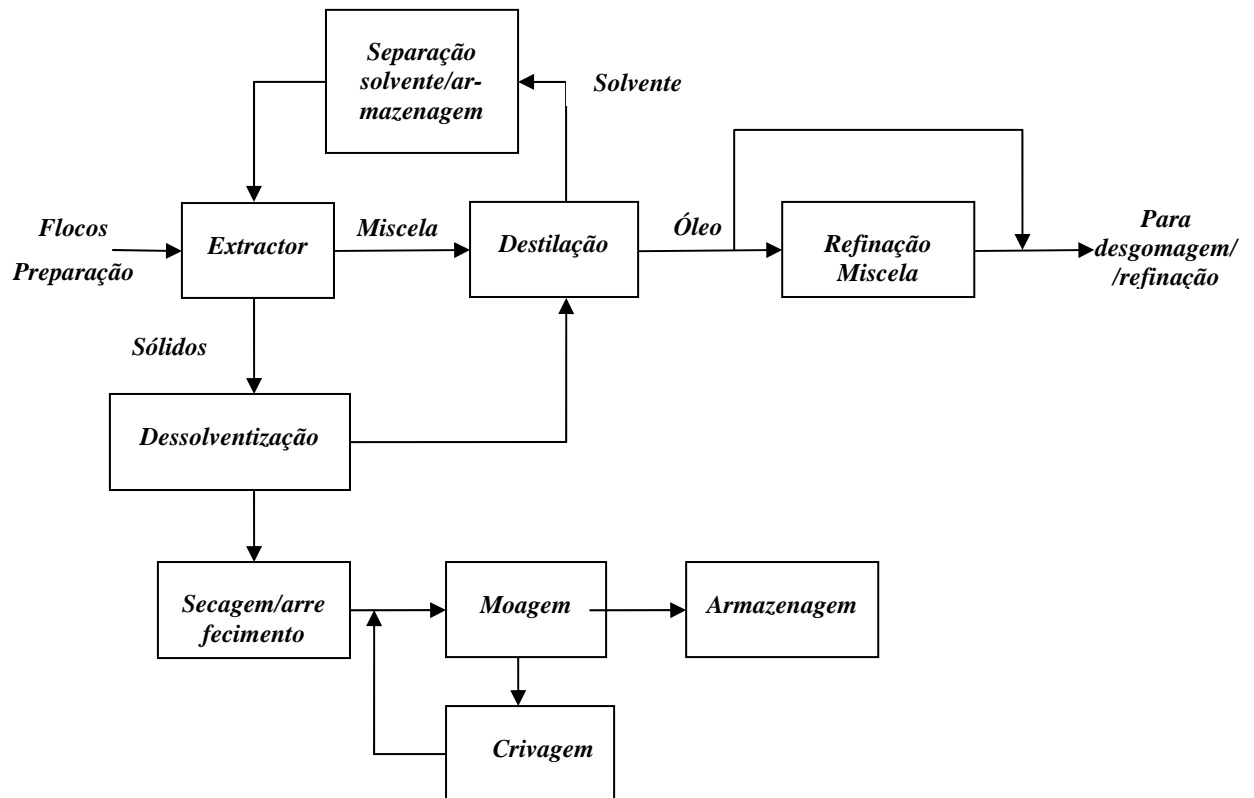 Separação
solvente/ar-
mazenagem
Solvente
Flocos
Preparação
Extractor
Miscela
Destilação
Óleo
Refinação
Miscela
Para
desgomagem/
/refinação
Sólidos
Dessolventização
Secagem/arre
fecimento
Moagem
Armazenagem
Crivagem